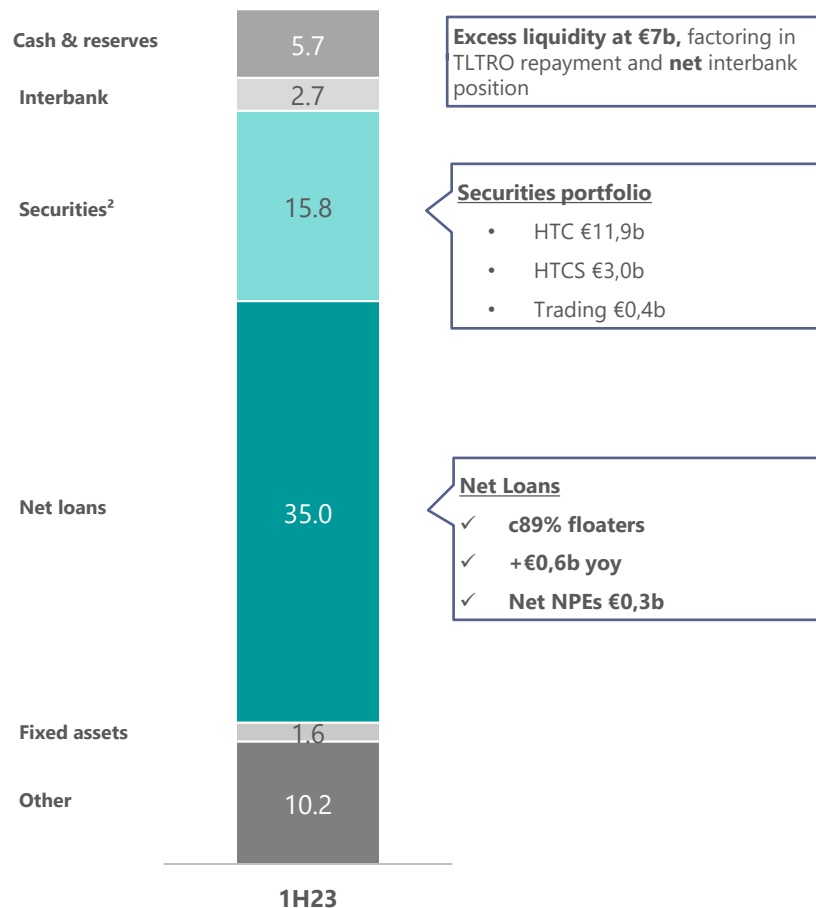 Cash & reserves
5.7
Excess liquidity at €7b, factoring in
TLTRO repayment and net interbank
position
Interbank
2.7
Securities²
15.8
Securities portfolio
• HTC €11,9b
• HTCS €3,0b
• Trading €0,4b
Net loans
35.0
Net Loans
✓ c89% floaters
✓ +€0,6b yoy
✓ Net NPEs €0,3b
Fixed assets
1.6
Other
10.2
1H23